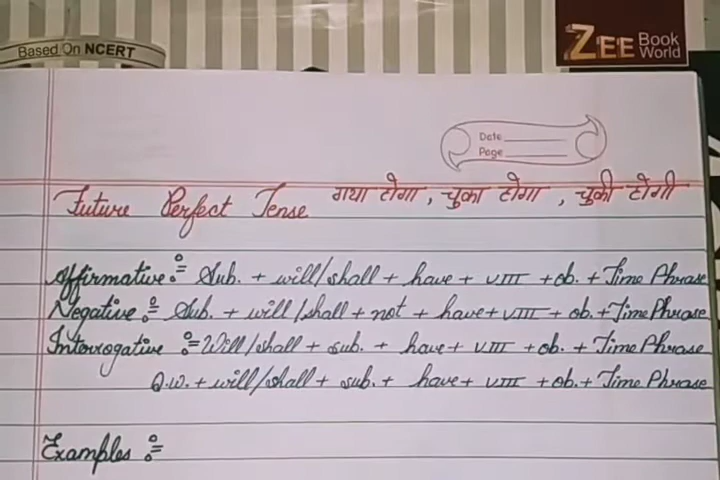 Based On NCERT
ZEE Book World
Date
Page
Future Perfect Tense गया होगा, चुका होगा, चुकी होगी
Affirmative := Sub. + will/shall + have + VIII + ob. + Time Phrase
Negative := Sub. + will/shall + not + have + VIII + ob. + Time Phrase
Interrogative := Will/shall + sub. + have + VIII + ob. + Time Phrase
Q.w. + will/shall + sub. + have + VIII + ob. + Time Phrase
Examples :=